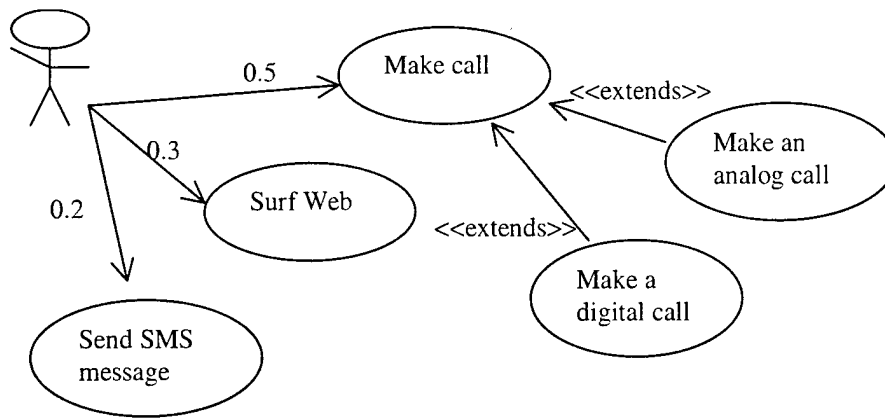 Make call
0.5
<<extends>>
Make an
analog call
0.3
Surf Web
0.2
<<extends>>
Make a
digital call
Send SMS
message